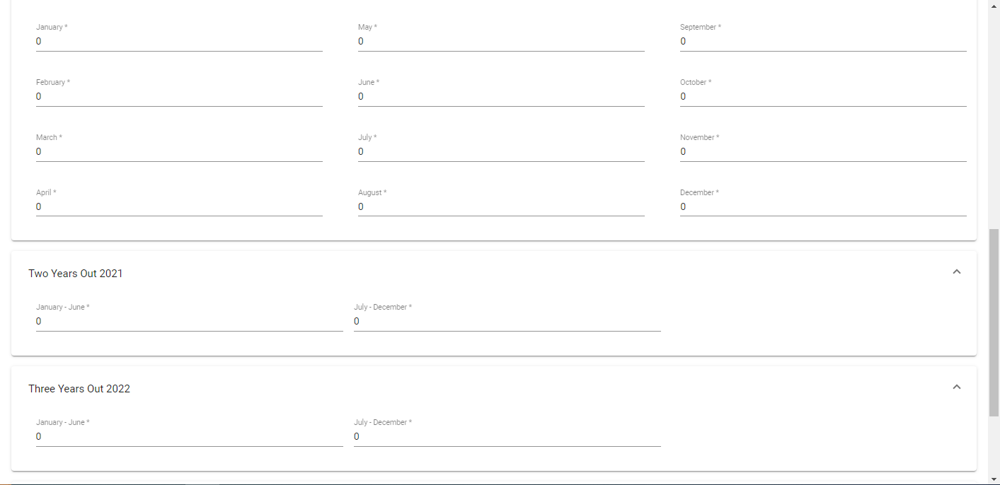 January *
0
May *
0
September *
0
February *
0
June *
0
October *
0
March *
0
July *
0
November *
0
April *
0
August *
0
December *
0
Two Years Out 2021
January - June *
0
July - December *
0
Three Years Out 2022
January - June *
0
July - December *
0